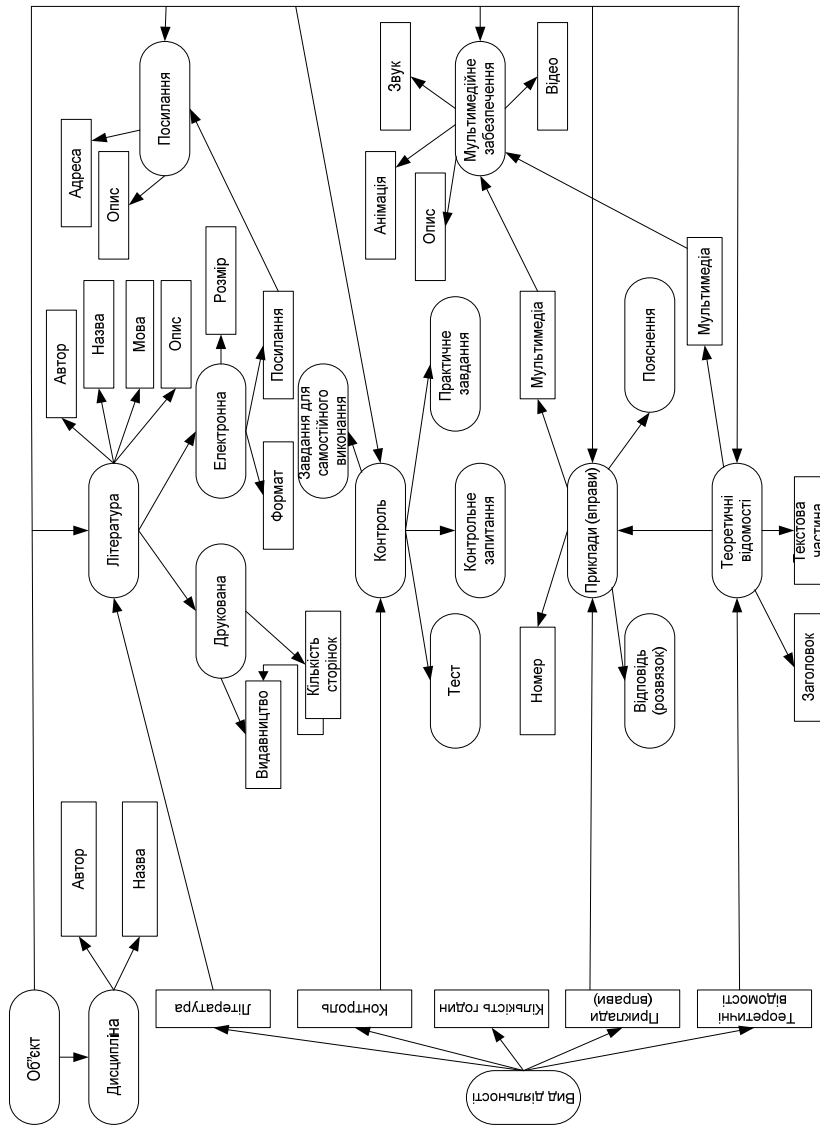 Об"єкт
Дисципліна
Автор
Назва
Література
Автор
Назва
Мова
Опис
Друкована
Електронна
Видавництво
Кількість
сторінок
Формат
Посилання
Розмір
Посилання
Адреса
Опис
Вид діяльності
Література
Контроль
Кількість годин
Приклади
(вправи)
Теоретичні
відомості
Контроль
Завдання для
самостійного
виконання
Тест
Контрольне
запитання
Практичне
завдання
Мультимедійне
забезпечення
Анімація
Звук
Опис
Відео
Приклади (вправи)
Номер
Мультимедіа
Відповідь
(розвязок)
Пояснення
Теоретичні
відомості
Мультимедіа
Заголовок
Текстова
частина